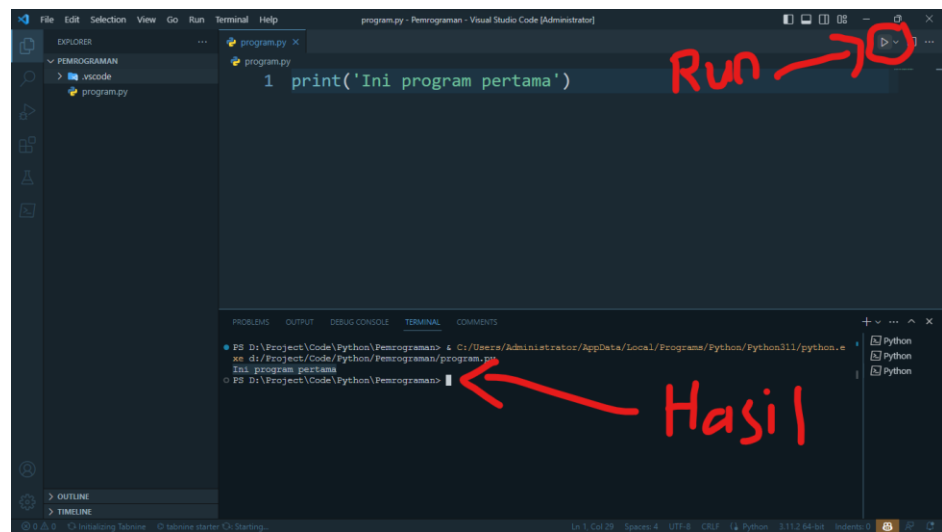 File Edit Selection View Go Run Terminal Help program.py - Pemrograman - Visual Studio Code [Administrator]
EXPLORER
PEMROGRAMAN
.vscode
program.py
program.py
program.py
1 print('Ini program pertama')
Run
PROBLEMS OUTPUT DEBUG CONSOLE TERMINAL COMMENTS
PS D:\Project\Code\Python\Pemrograman> & C:/Users/Administrator/AppData/Local/Programs/Python/Python311/python.e
xe d:/Project/Code/Python/Pemrograman/program.py
Ini program pertama
PS D:\Project\Code\Python\Pemrograman>
Python
Python
Python
Hasil
OUTLINE
TIMELINE
0 0 Initializing Tabnine tabnine starter Starting... Ln 1, Col 29 Spaces: 4 UTF-8 CRLF Python 3.11.2 64-bit Indents: 0